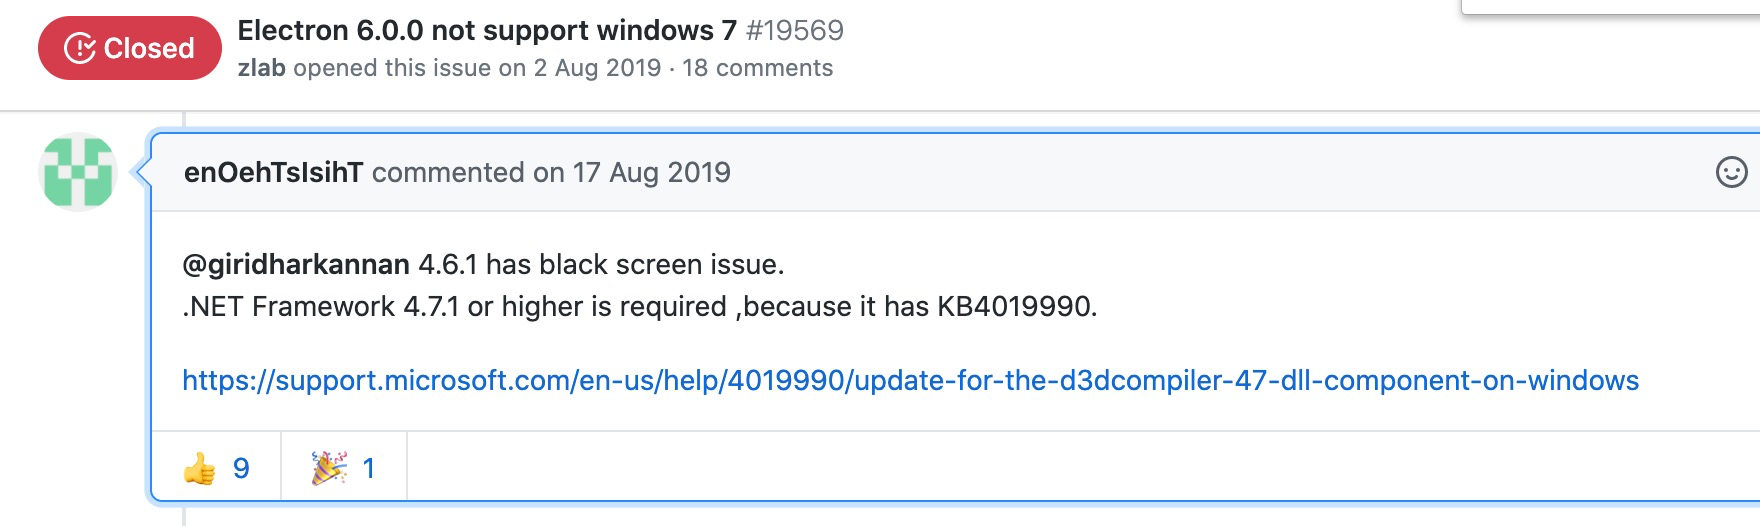 Closed
Electron 6.0.0 not support windows 7 #19569
zlab opened this issue on 2 Aug 2019 · 18 comments
enOehTsIsihT commented on 17 Aug 2019
@giridharkannan 4.6.1 has black screen issue.
.NET Framework 4.7.1 or higher is required ,because it has KB4019990.
https://support.microsoft.com/en-us/help/4019990/update-for-the-d3dcompiler-47-dll-component-on-windows
👍 9 🎉 1